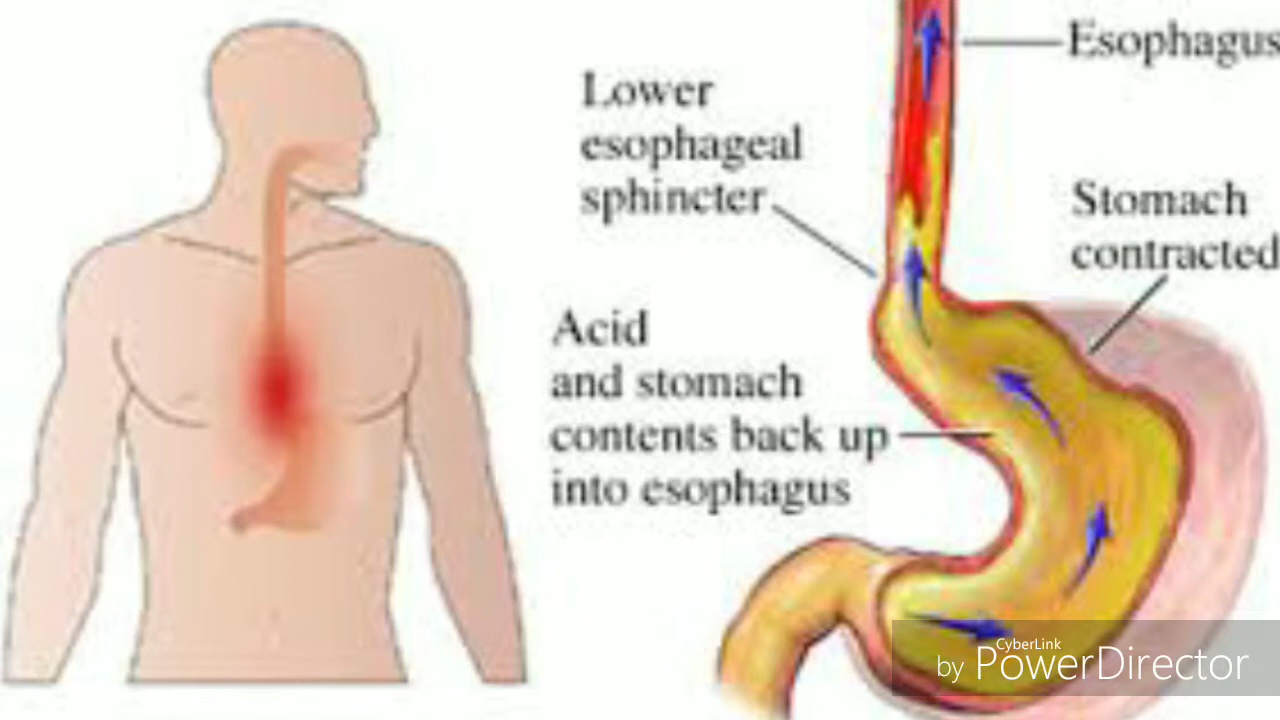 Esophagus
Lower
esophageal
sphincter
Stomach
contracted
Acid
and stomach
contents back up
into esophagus
CyberLink
by PowerDirector